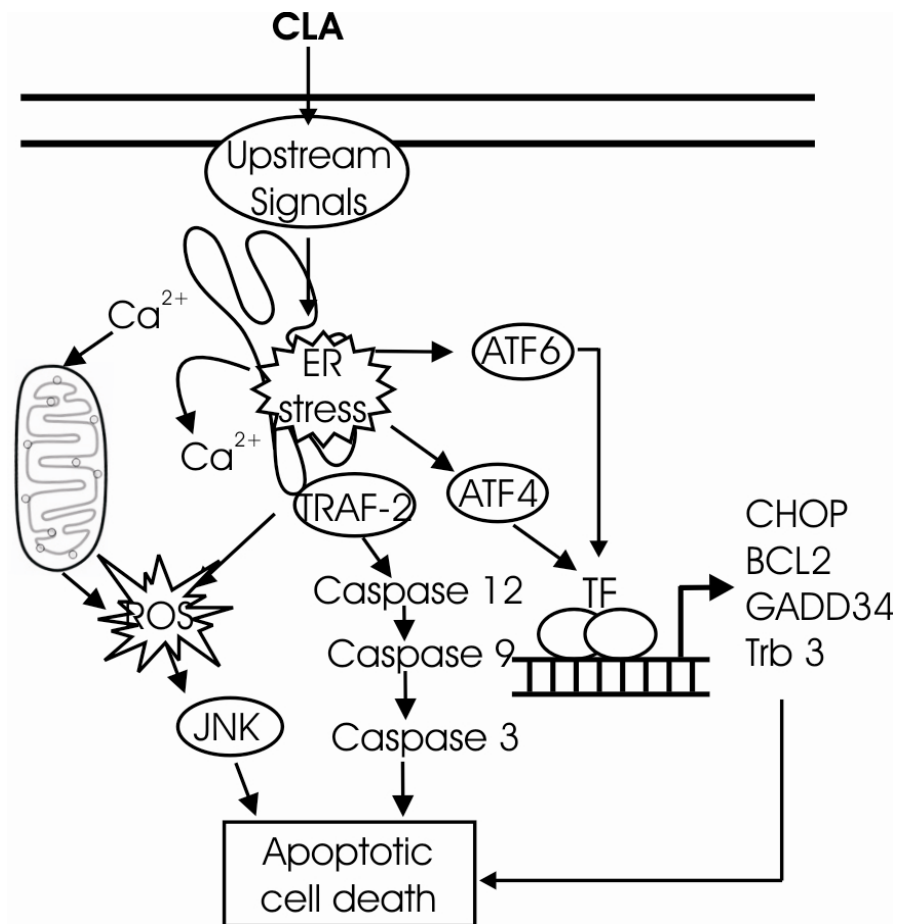 CLA
Upstream
Signals
Ca2+
ER
stress
ATF6
Ca2+
TRAF-2
ATF4
CHOP
BCL2
GADD34
Trb 3
TF
Caspase 12
ROS
Caspase 9
JNK
Caspase 3
Apoptotic
cell death